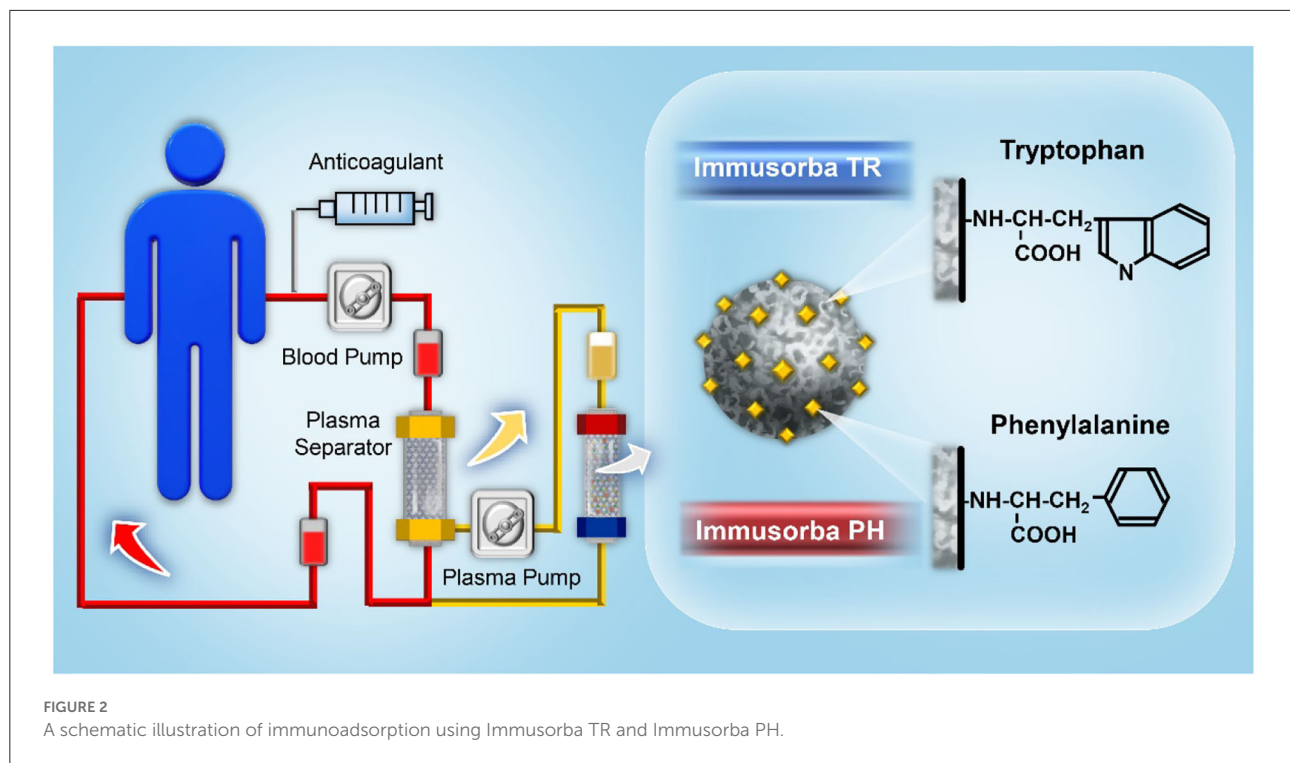 Anticoagulant
Blood Pump
Plasma
Separator
Plasma Pump
Immusorba TR
Tryptophan
-NH-CH-CH₂
COOH
N
Phenylalanine
-NH-CH-CH₂
COOH
Immusorba PH
FIGURE 2
A schematic illustration of immunoadsorption using Immusorba TR and Immusorba PH.